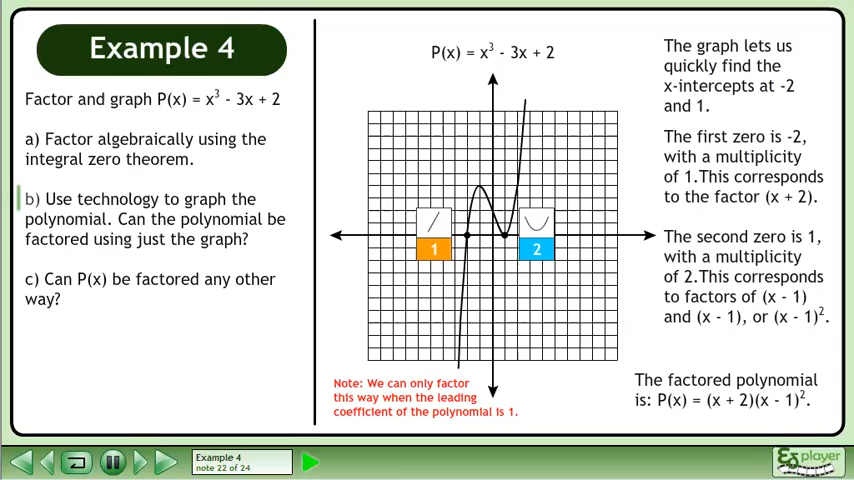 Example 4
Factor and graph P(x) = x³ - 3x + 2
a) Factor algebraically using the
integral zero theorem.
b) Use technology to graph the
polynomial. Can the polynomial be
factored using just the graph?
c) Can P(x) be factored any other
way?
P(x) = x³ - 3x + 2
1
2
Note: We can only factor
this way when the leading
coefficient of the polynomial is 1.
The graph lets us
quickly find the
x-intercepts at -2
and 1.
The first zero is -2,
with a multiplicity
of 1.This corresponds
to the factor (x + 2).
The second zero is 1,
with a multiplicity
of 2.This corresponds
to factors of (x - 1)
and (x - 1), or (x - 1)².
The factored polynomial
is: P(x) = (x + 2)(x - 1)².
Example 4
note 22 of 24
player